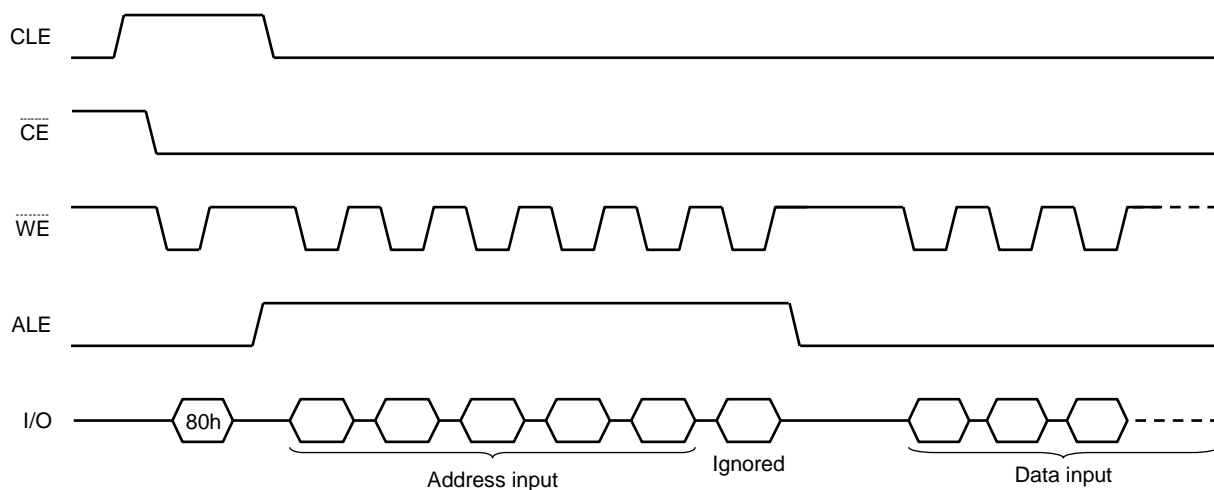 CLE
CE
WE
ALE
I/O
80h
Address input
Ignored
Data input